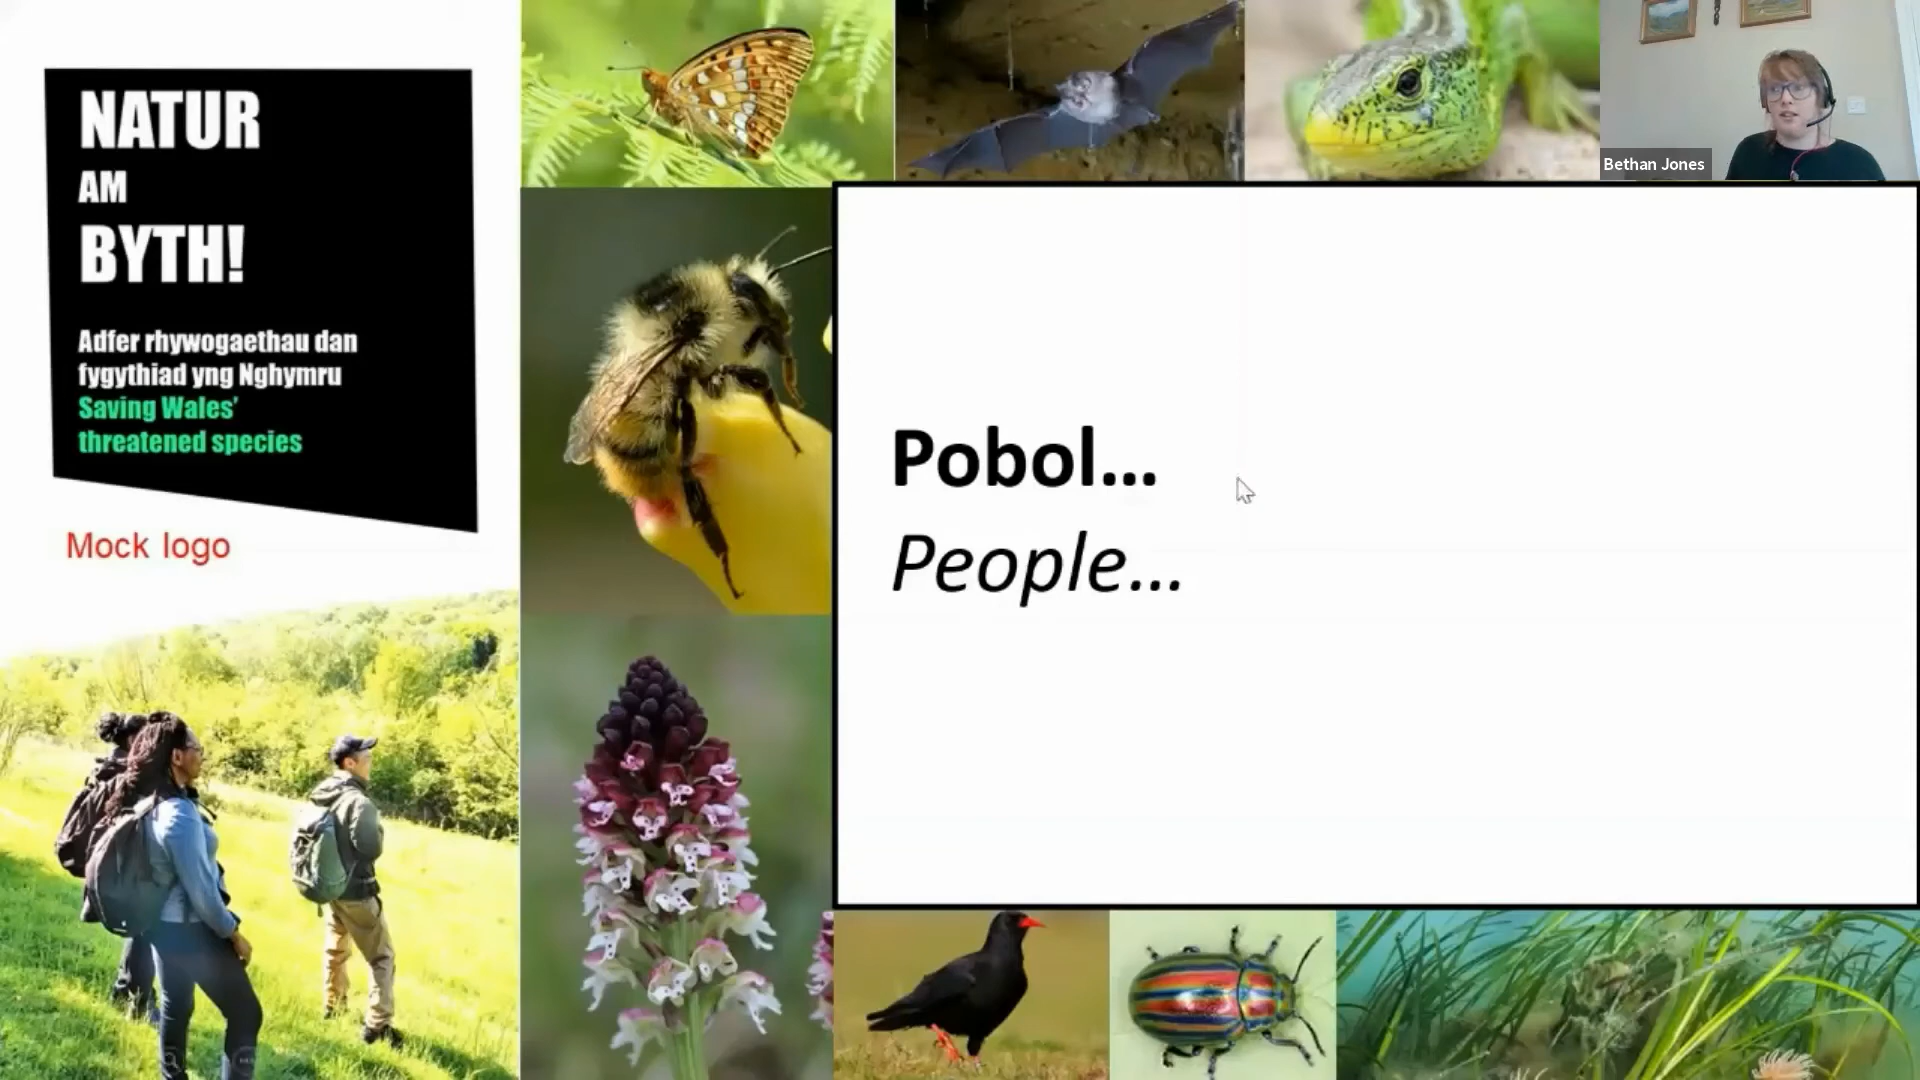 NATUR
AM
BYTH!
Adfer rhywogaethau dan
fygythiad yng Nghymru
Saving Wales'
threatened species
Mock logo
Bethan Jones
Pobol...
People...